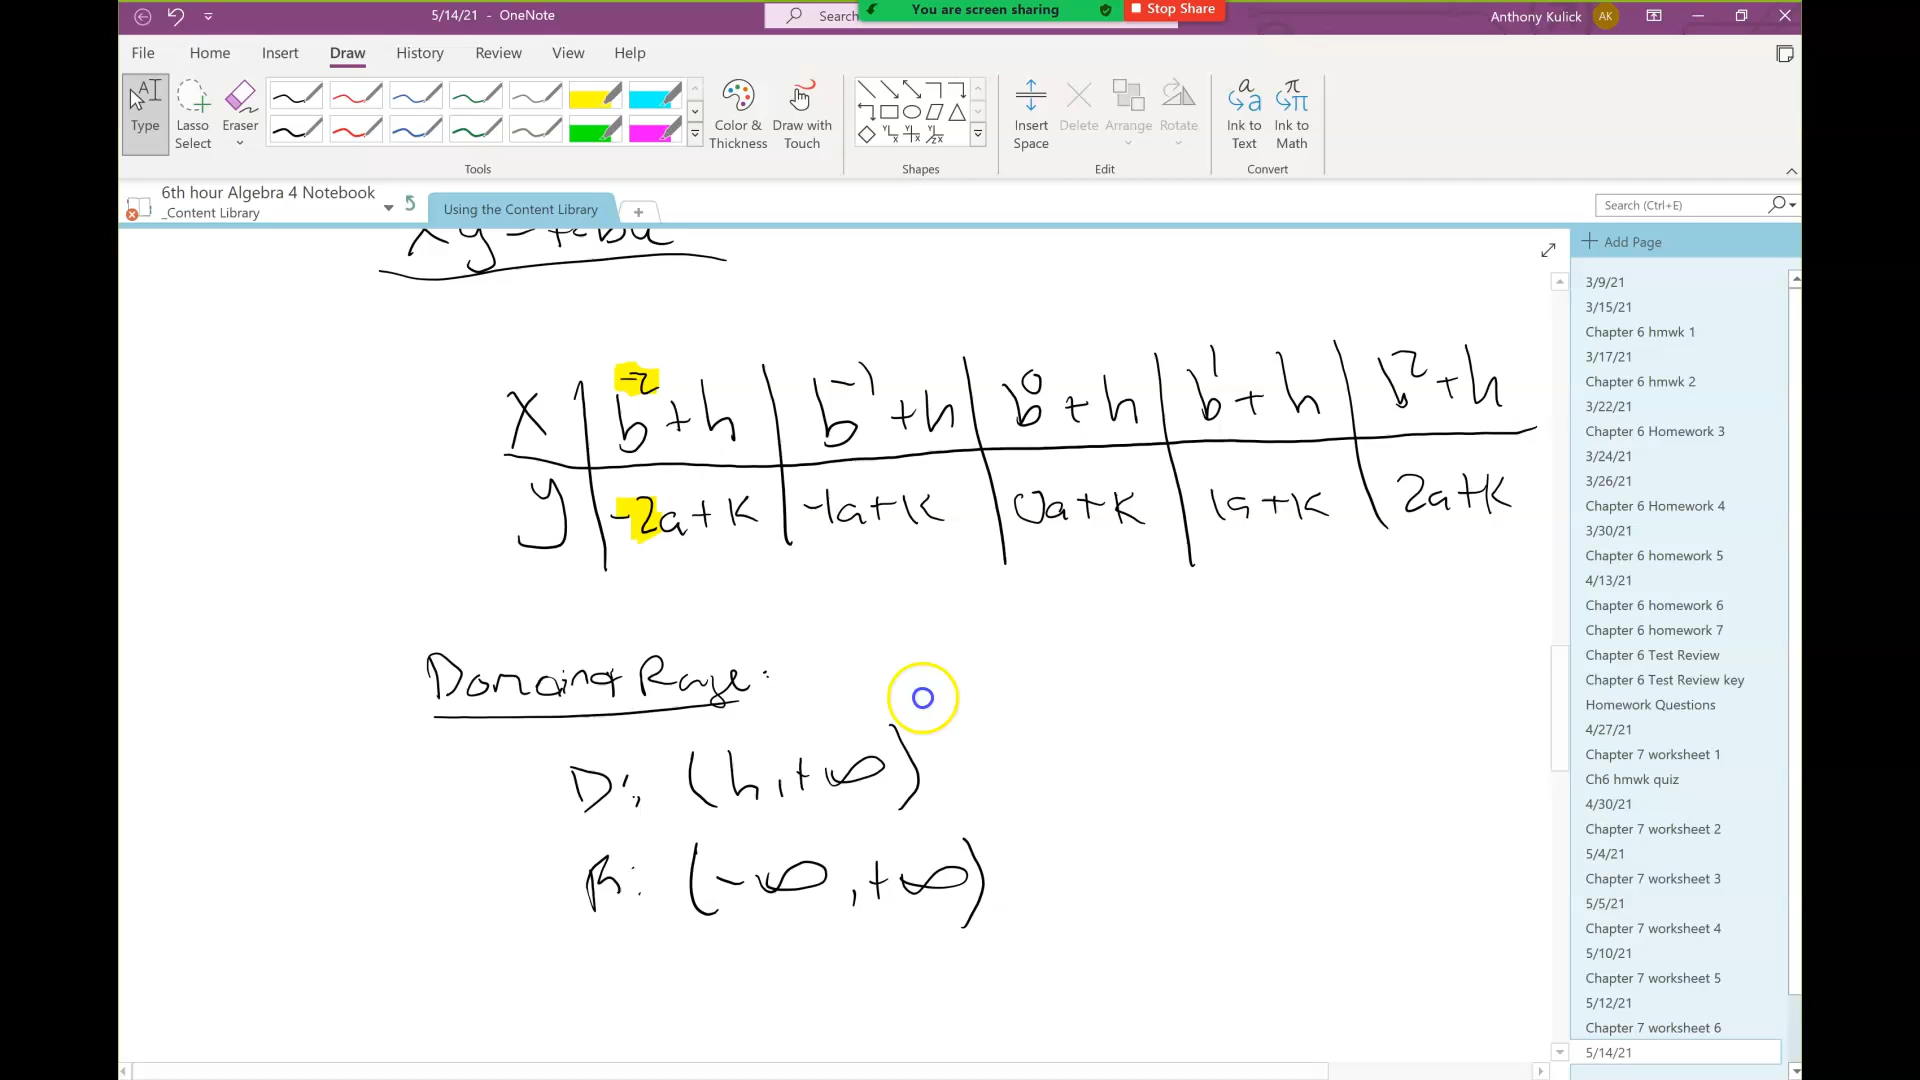 5/14/21 - OneNote
Search
You are screen sharing
Stop Share
Anthony Kulick
AK
File Home Insert Draw History Review View Help
Type
Lasso Select
Eraser
Color & Thickness
Draw with Touch
Insert Space
Delete
Arrange
Rotate
Ink to Text
Ink to Math
Tools
Shapes
Edit
Convert
6th hour Algebra 4 Notebook
_Content Library
Using the Content Library
Search (Ctrl+E)
Add Page
xy-table
x | b⁻²+h | b⁻¹+h | b⁰+h | b¹+h | b²+h
y | -2a+k | -1a+k | 0a+k | 1a+k | 2a+k
Domain + Range:
D: (h,+∞)
R: (-∞,+∞)
3/9/21
3/15/21
Chapter 6 hmwk 1
3/17/21
Chapter 6 hmwk 2
3/22/21
Chapter 6 Homework 3
3/24/21
3/26/21
Chapter 6 Homework 4
3/30/21
Chapter 6 homework 5
4/13/21
Chapter 6 homework 6
Chapter 6 homework 7
Chapter 6 Test Review
Chapter 6 Test Review key
Homework Questions
4/27/21
Chapter 7 worksheet 1
Ch6 hmwk quiz
4/30/21
Chapter 7 worksheet 2
5/4/21
Chapter 7 worksheet 3
5/5/21
Chapter 7 worksheet 4
5/10/21
Chapter 7 worksheet 5
5/12/21
Chapter 7 worksheet 6
5/14/21